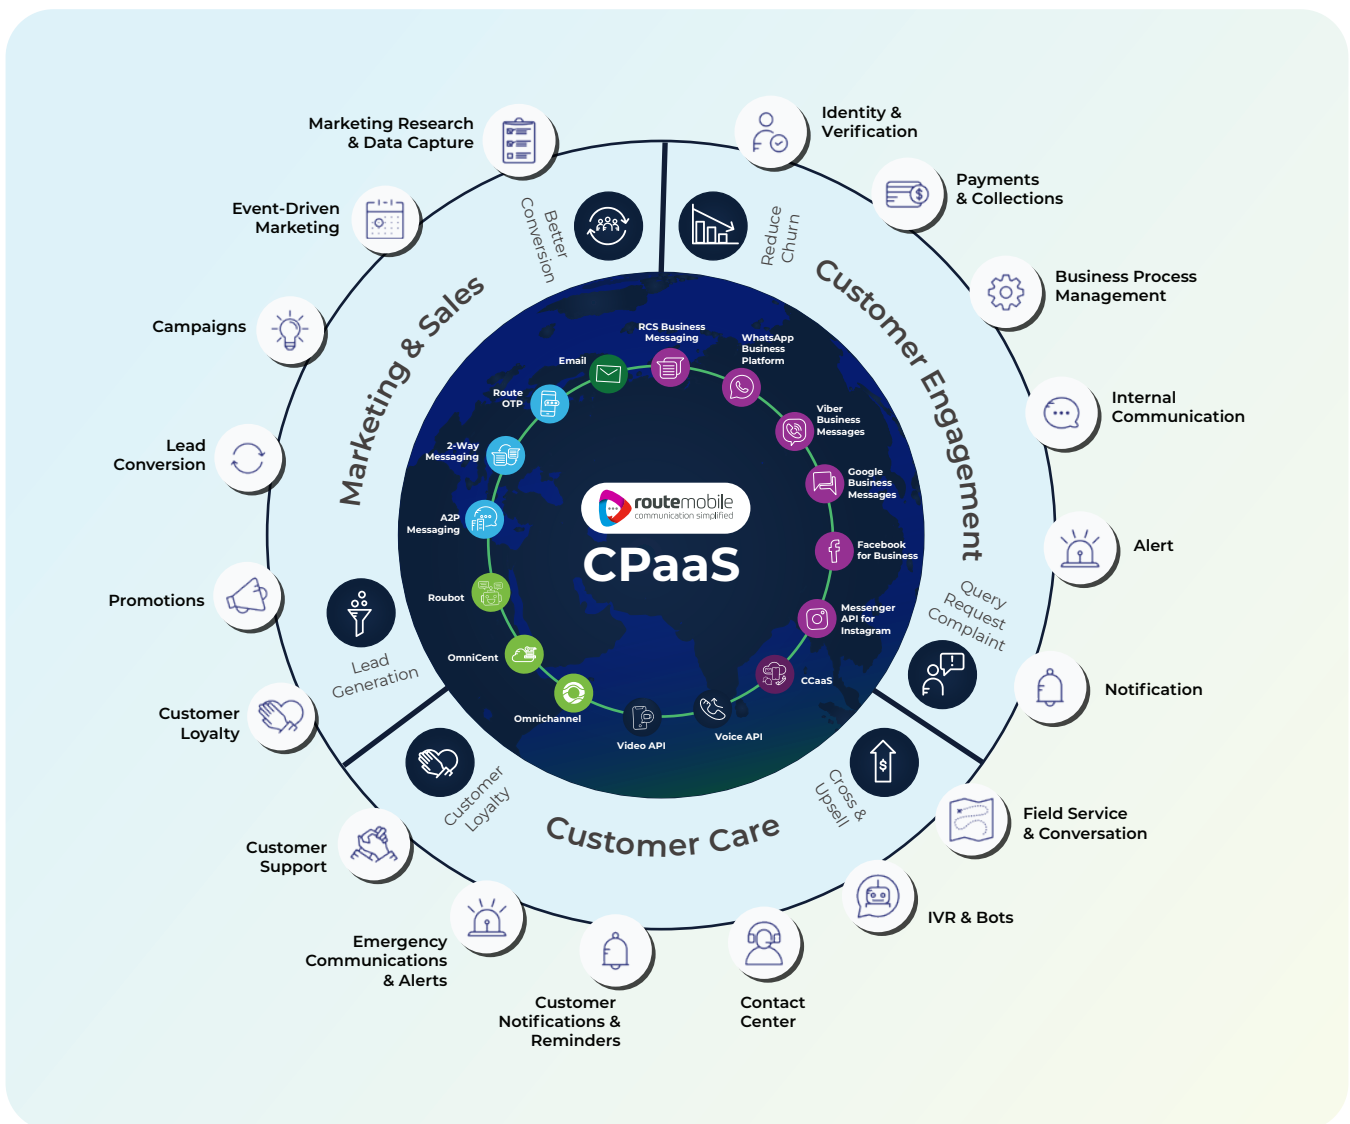 Marketing Research
& Data Capture
Event-Driven
Marketing
Campaigns
Lead
Conversion
Promotions
Customer
Loyalty
Customer
Support
Emergency
Communications
& Alerts
Customer
Notifications &
Reminders
Contact
Center
IVR & Bots
Field Service
& Conversation
Notification
Alert
Internal
Communication
Business Process
Management
Payments
& Collections
Identity &
Verification
Marketing & Sales
Better
Conversion
Lead
Generation
Customer Engagement
Reduce
Churn
Query
Request
Complaint
Customer Care
Customer
Loyalty
Cross &
Upsell
RCS Business
Messaging
WhatsApp
Business
Platform
Viber
Business
Messages
Google
Business
Messages
Facebook
for Business
Messenger
API for
Instagram
CCaaS
Voice API
Video API
Omnichannel
OmniCent
Roubot
A2P
Messaging
2-Way
Messaging
Route
OTP
Email
routemobile
communication simplified
CPaaS